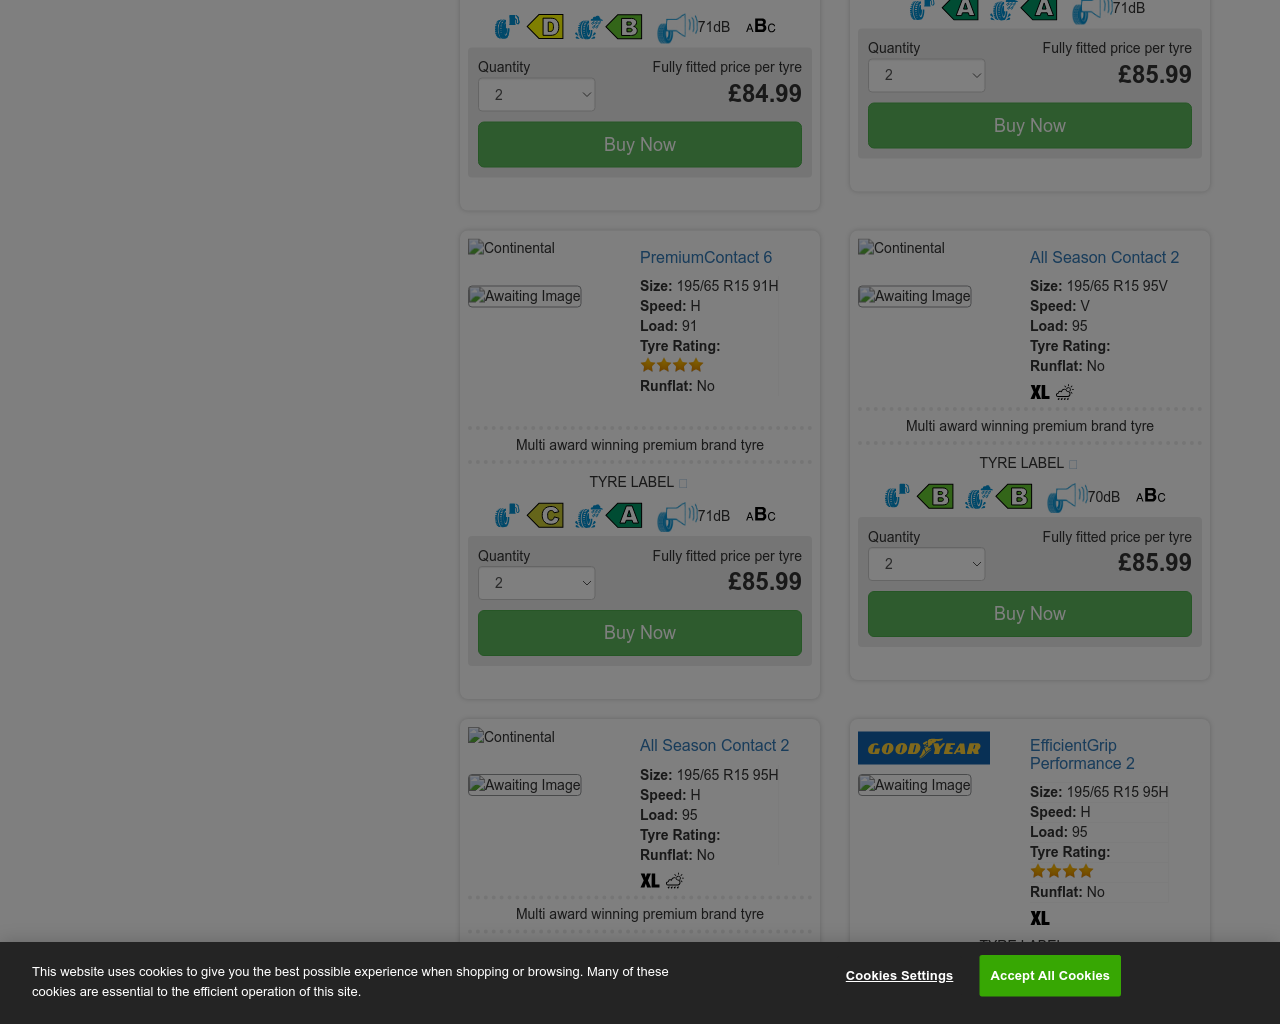 D B 71dB ABC
Quantity Fully fitted price per tyre
2 £84.99
Buy Now
A A 71dB
Quantity Fully fitted price per tyre
2 £85.99
Buy Now
Continental
Awaiting Image
PremiumContact 6
Size: 195/65 R15 91H
Speed: H
Load: 91
Tyre Rating:
Runflat: No
Multi award winning premium brand tyre
TYRE LABEL
C A 71dB ABC
Quantity Fully fitted price per tyre
2 £85.99
Buy Now
Continental
Awaiting Image
All Season Contact 2
Size: 195/65 R15 95V
Speed: V
Load: 95
Tyre Rating:
Runflat: No
XL
Multi award winning premium brand tyre
TYRE LABEL
B B 70dB ABC
Quantity Fully fitted price per tyre
2 £85.99
Buy Now
Continental
Awaiting Image
All Season Contact 2
Size: 195/65 R15 95H
Speed: H
Load: 95
Tyre Rating:
Runflat: No
XL
Multi award winning premium brand tyre
GOODYEAR
Awaiting Image
EfficientGrip
Performance 2
Size: 195/65 R15 95H
Speed: H
Load: 95
Tyre Rating:
Runflat: No
XL
TYRE LABEL
This website uses cookies to give you the best possible experience when shopping or browsing. Many of these
cookies are essential to the efficient operation of this site.
Cookies Settings
Accept All Cookies